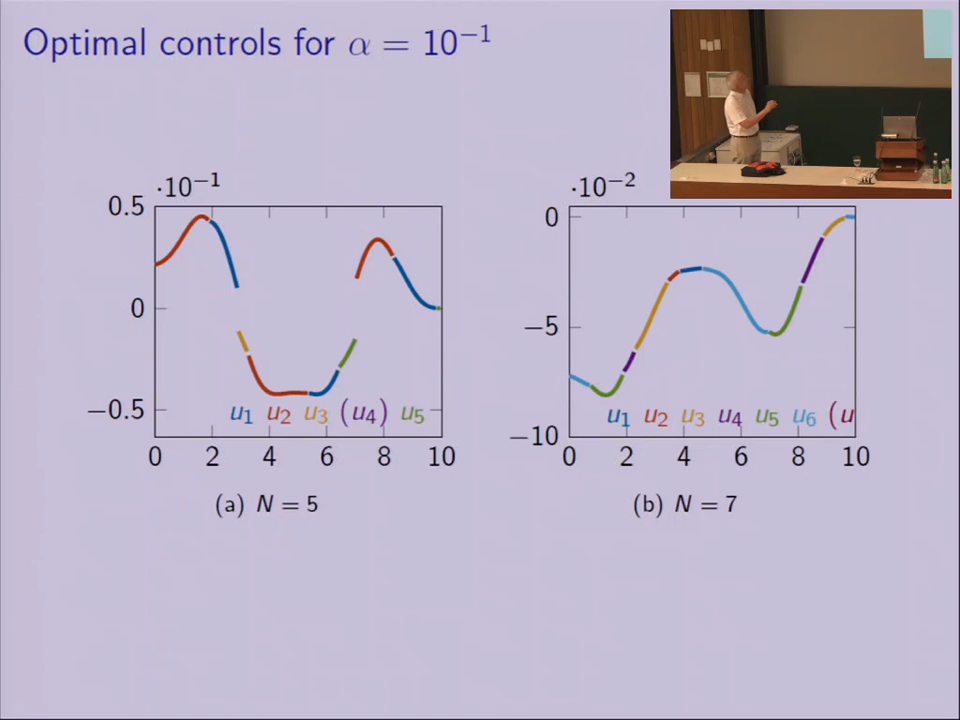 Optimal controls for α = 10⁻¹
·10⁻¹
0.5
0
−0.5
u₁ u₂ u₃ (u₄) u₅
0 2 4 6 8 10
(a) N = 5
·10⁻²
0
−5
−10
u₁ u₂ u₃ u₄ u₅ u₆ (u
0 2 4 6 8 10
(b) N = 7